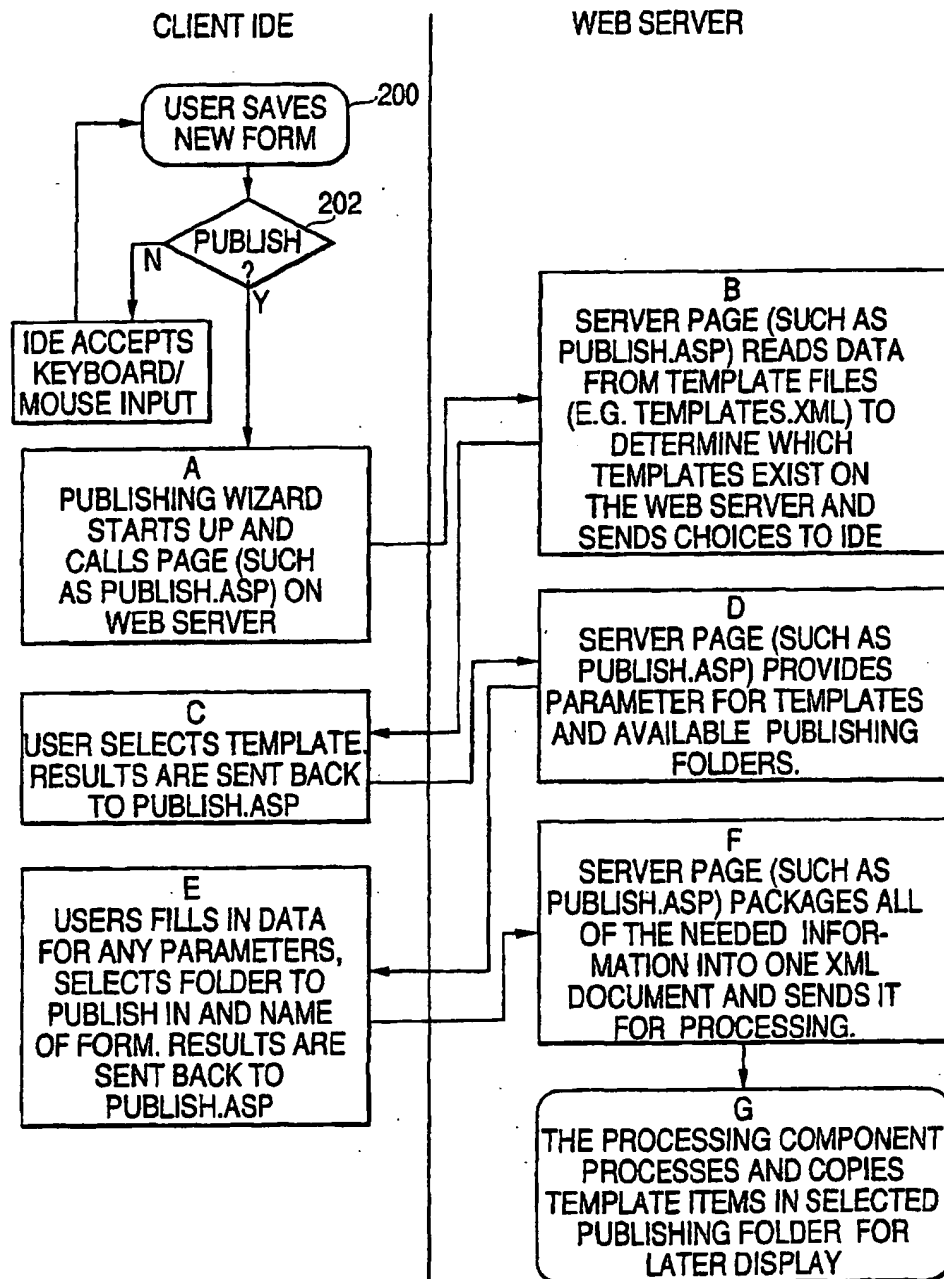 CLIENT IDE
WEB SERVER
USER SAVES
NEW FORM
200
202
PUBLISH
?
N
Y
IDE ACCEPTS
KEYBOARD/
MOUSE INPUT
A
PUBLISHING WIZARD
STARTS UP AND
CALLS PAGE (SUCH
AS PUBLISH.ASP) ON
WEB SERVER
B
SERVER PAGE (SUCH AS
PUBLISH.ASP) READS DATA
FROM TEMPLATE FILES
(E.G. TEMPLATES.XML) TO
DETERMINE WHICH
TEMPLATES EXIST ON
THE WEB SERVER AND
SENDS CHOICES TO IDE
C
USER SELECTS TEMPLATE.
RESULTS ARE SENT BACK
TO PUBLISH.ASP
D
SERVER PAGE (SUCH AS
PUBLISH.ASP) PROVIDES
PARAMETER FOR TEMPLATES
AND AVAILABLE PUBLISHING
FOLDERS.
E
USERS FILLS IN DATA
FOR ANY PARAMETERS,
SELECTS FOLDER TO
PUBLISH IN AND NAME
OF FORM. RESULTS ARE
SENT BACK TO
PUBLISH.ASP
F
SERVER PAGE (SUCH AS
PUBLISH.ASP) PACKAGES ALL
OF THE NEEDED INFOR-
MATION INTO ONE XML
DOCUMENT AND SENDS IT
FOR PROCESSING.
G
THE PROCESSING COMPONENT
PROCESSES AND COPIES
TEMPLATE ITEMS IN SELECTED
PUBLISHING FOLDER FOR
LATER DISPLAY